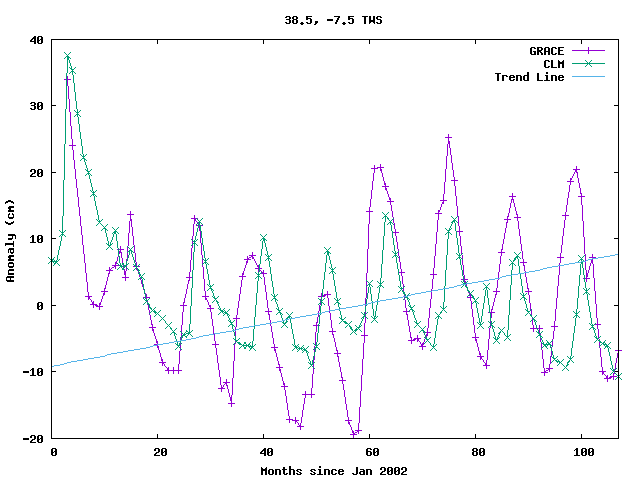 38.5, -7.5 TWS
GRACE
CLM
Trend Line
40
30
20
10
0
-10
-20
Anomaly (cm)
0 20 40 60 80 100
Months since Jan 2002